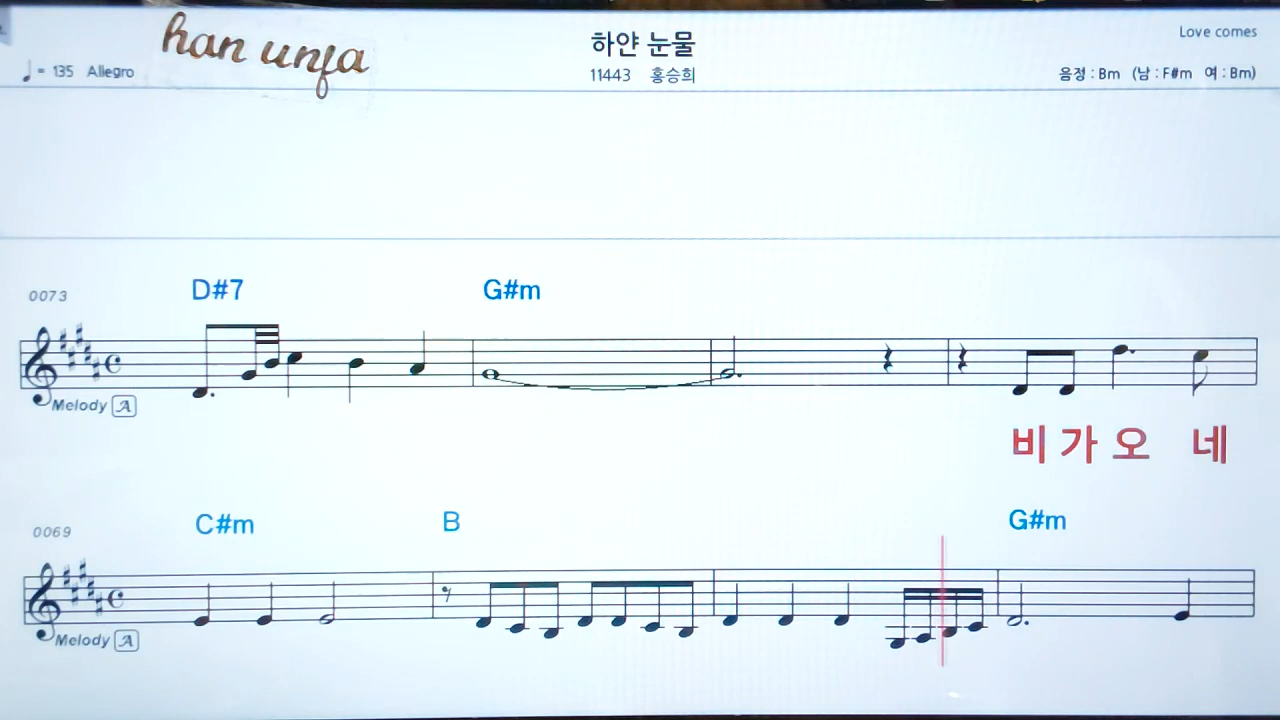 han unfa
하얀 눈물
Love comes
♩ = 135 Allegro
11443 홍승희
음정 : Bm (남 : F#m 여 : Bm)
D#7 G#m
0073
Melody A
비 가 오 네
C#m B G#m
0069
Melody A